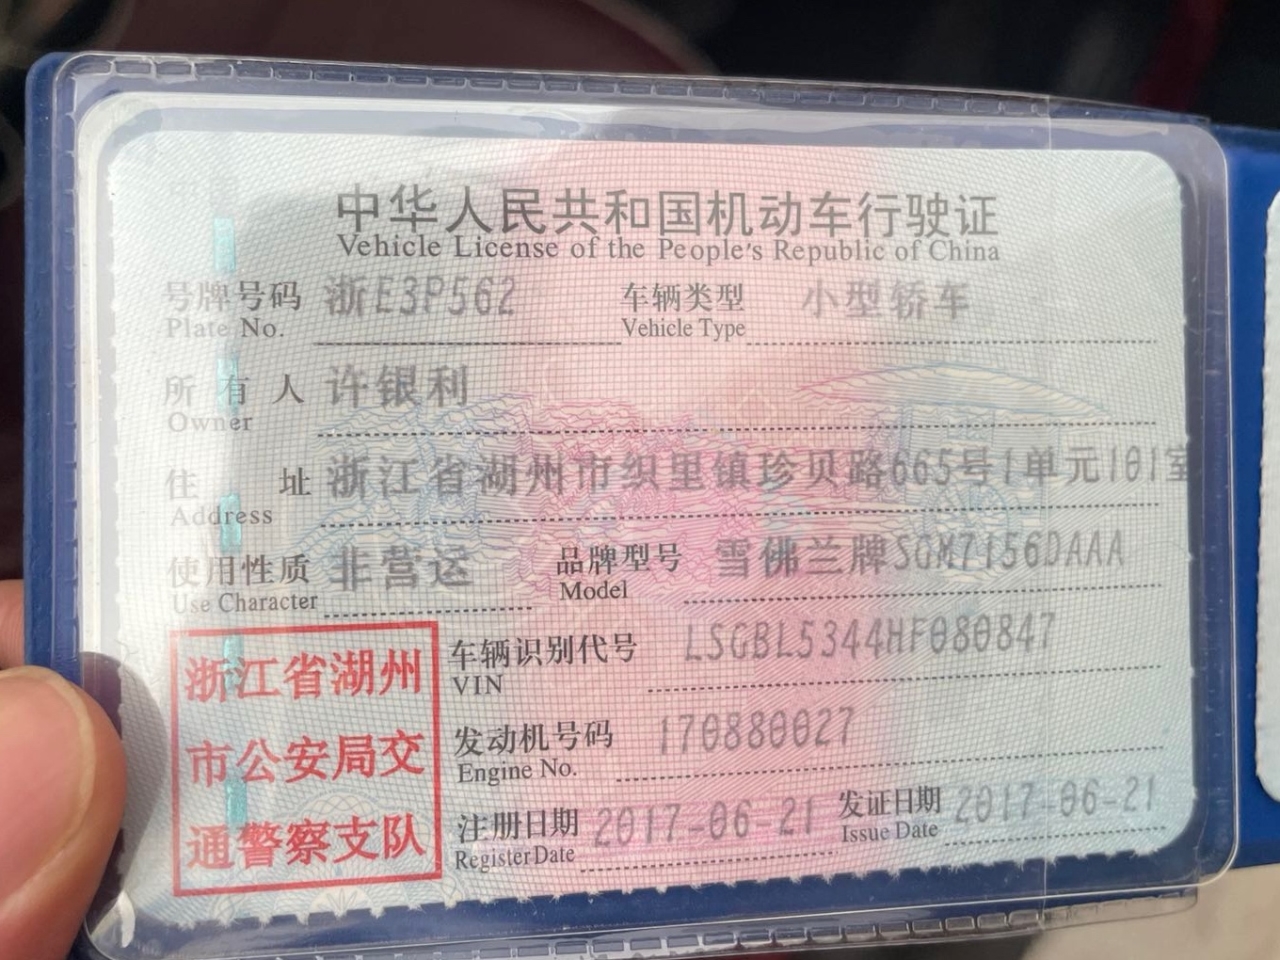 中华人民共和国机动车行驶证
Vehicle License of the People's Republic of China
号牌号码 浙E3P562 车辆类型 小型轿车
Plate No. Vehicle Type
所有人 许银利
Owner
住址 浙江省湖州市织里镇珍贝路665号1单元101室
Address
使用性质 非营运 品牌型号 雪佛兰牌SGM7156DAAA
Use Character Model
浙江省湖州
市公安局交
通警察支队
车辆识别代号 LSGBL5344HF080847
VIN
发动机号码 170880027
Engine No.
注册日期 2017-06-21 发证日期 2017-06-21
Register Date Issue Date